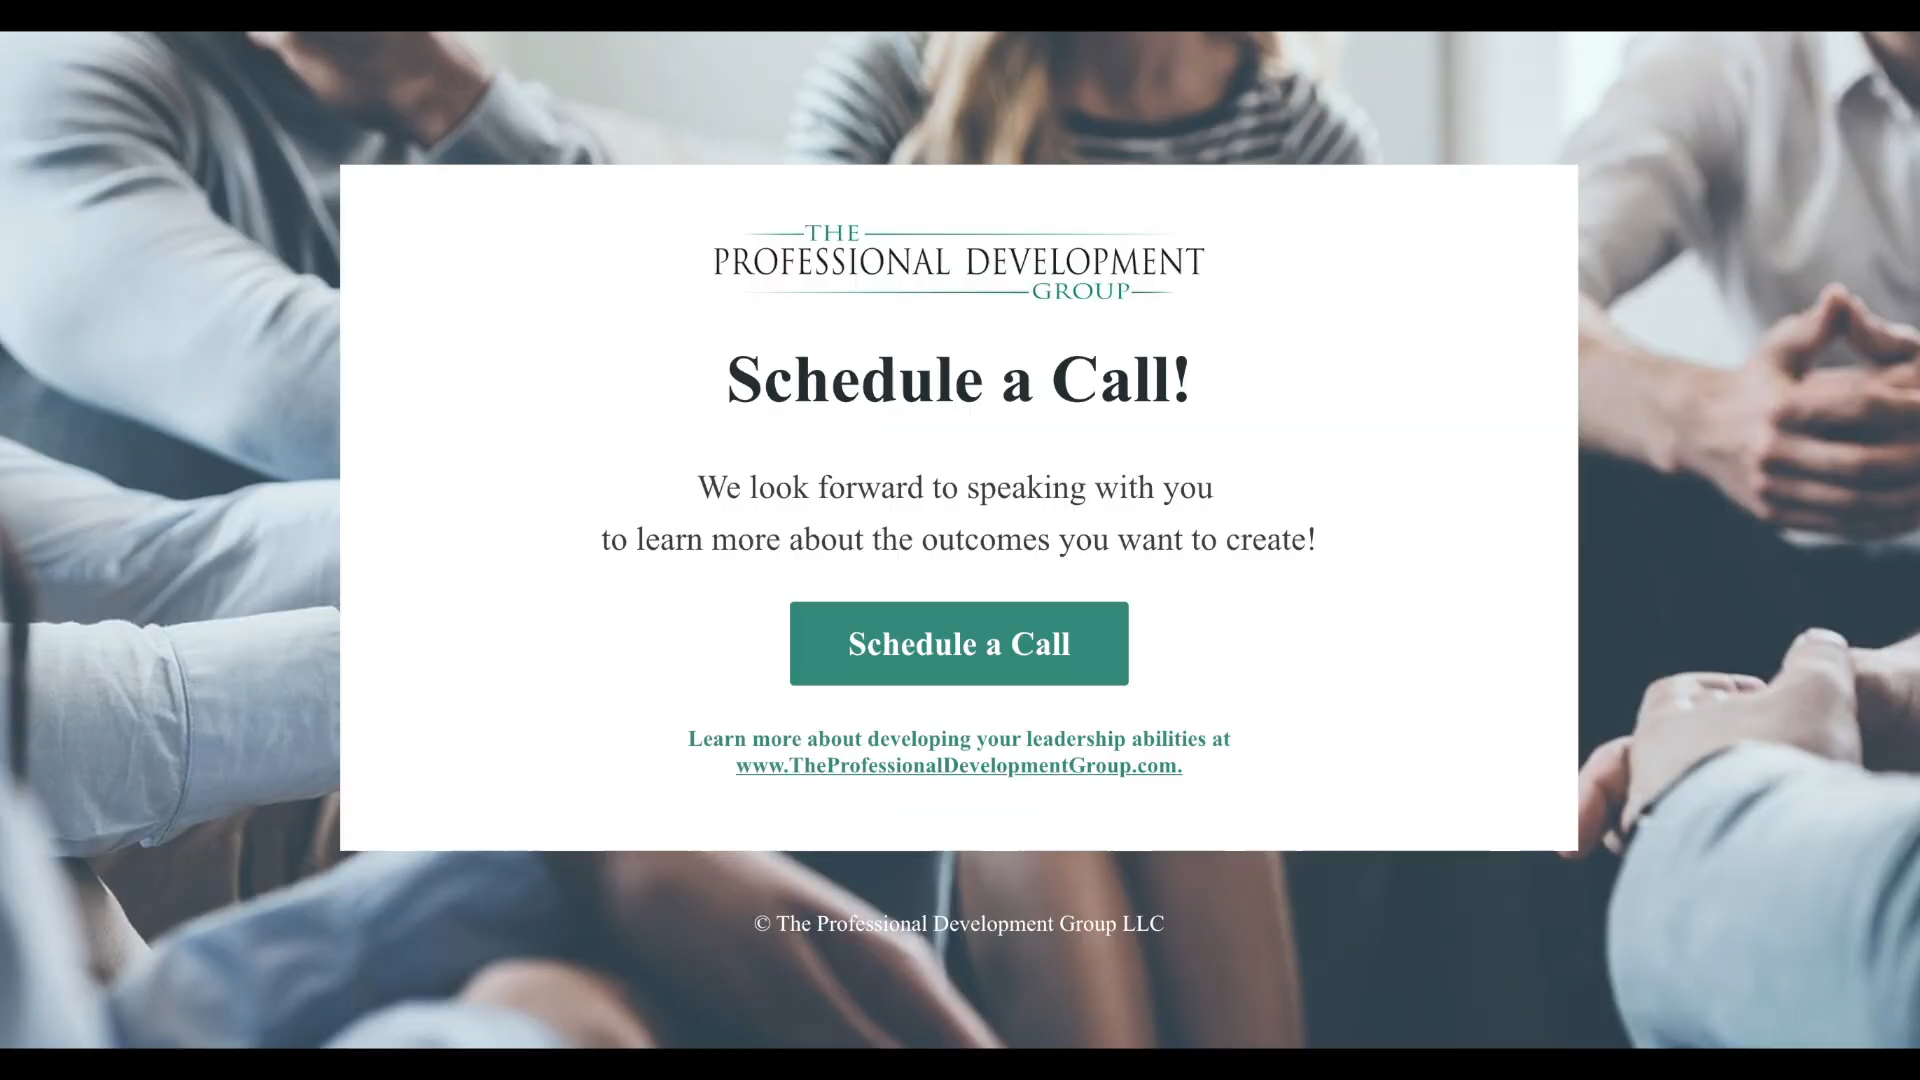 THE
PROFESSIONAL DEVELOPMENT
GROUP
Schedule a Call!
We look forward to speaking with you
to learn more about the outcomes you want to create!
Schedule a Call
Learn more about developing your leadership abilities at
www.TheProfessionalDevelopmentGroup.com.
© The Professional Development Group LLC